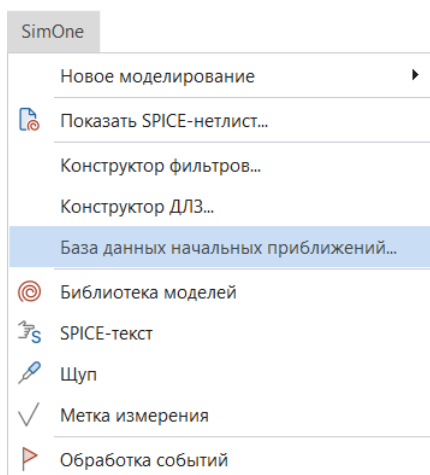 SimOne
Новое моделирование
Показать SPICE-нетлист...
Конструктор фильтров...
Конструктор ДЛЗ...
База данных начальных приближений...
Библиотека моделей
SPICE-текст
Щуп
Метка измерения
Обработка событий